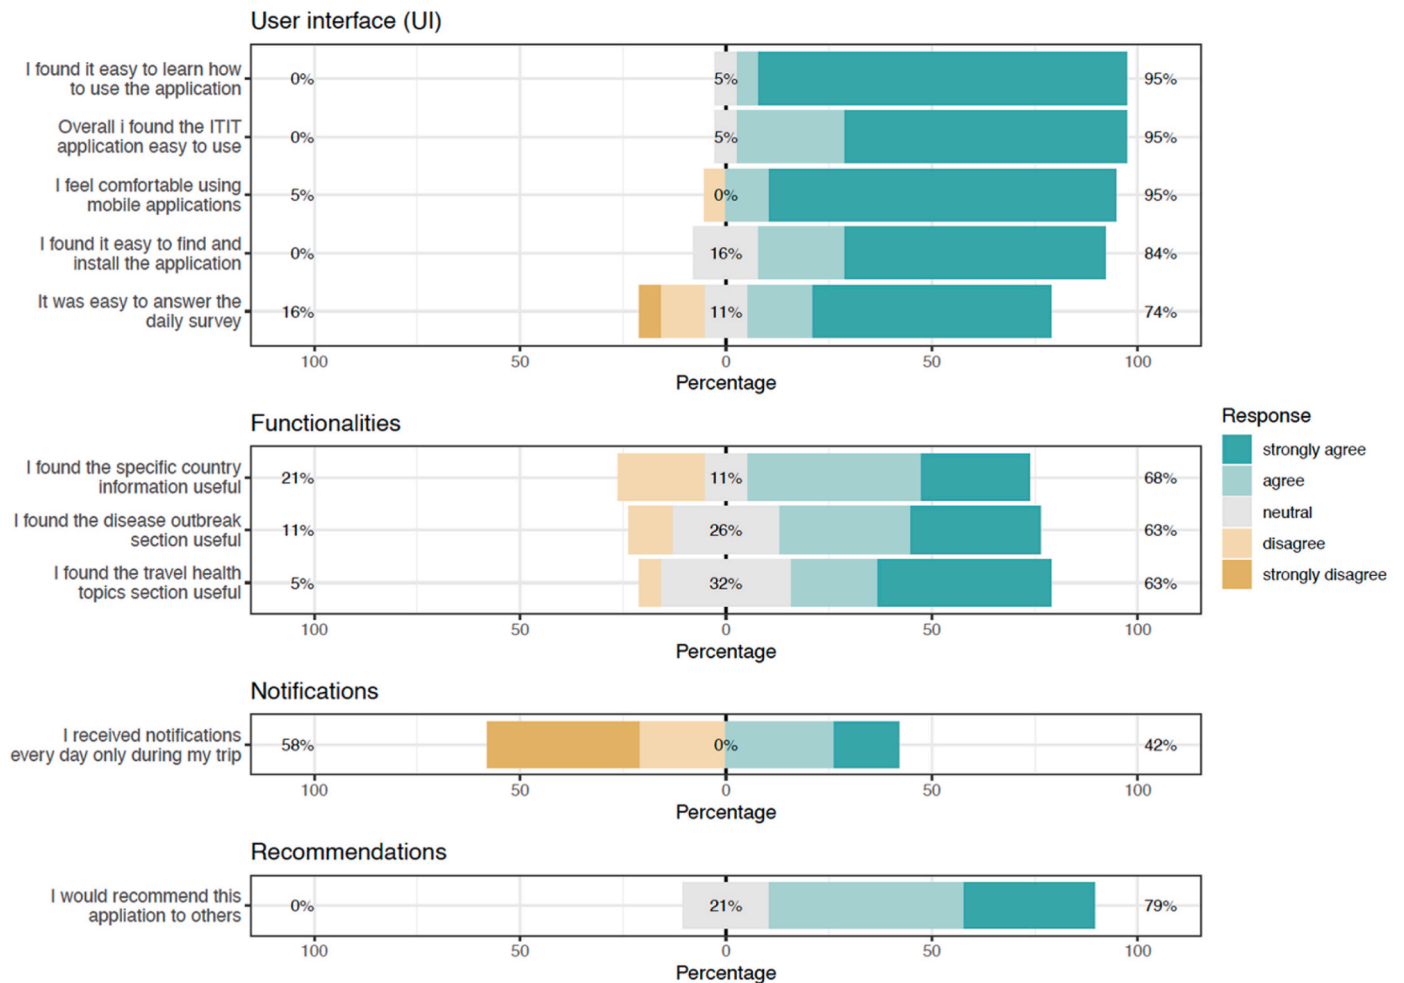 User interface (UI)
I found it easy to learn how
to use the application
0%
5%
95%
Overall i found the ITIT
application easy to use
0%
5%
95%
I feel comfortable using
mobile applications
5%
0%
95%
I found it easy to find and
install the application
0%
16%
84%
It was easy to answer the
daily survey
16%
11%
74%
100 50 0 50 100
Percentage
Functionalities
I found the specific country
information useful
21%
11%
68%
I found the disease outbreak
section useful
11%
26%
63%
I found the travel health
topics section useful
5%
32%
63%
100 50 0 50 100
Percentage
Response
strongly agree
agree
neutral
disagree
strongly disagree
Notifications
I received notifications
every day only during my trip
58%
0%
42%
100 50 0 50 100
Percentage
Recommendations
I would recommend this
appliation to others
0%
21%
79%
100 50 0 50 100
Percentage